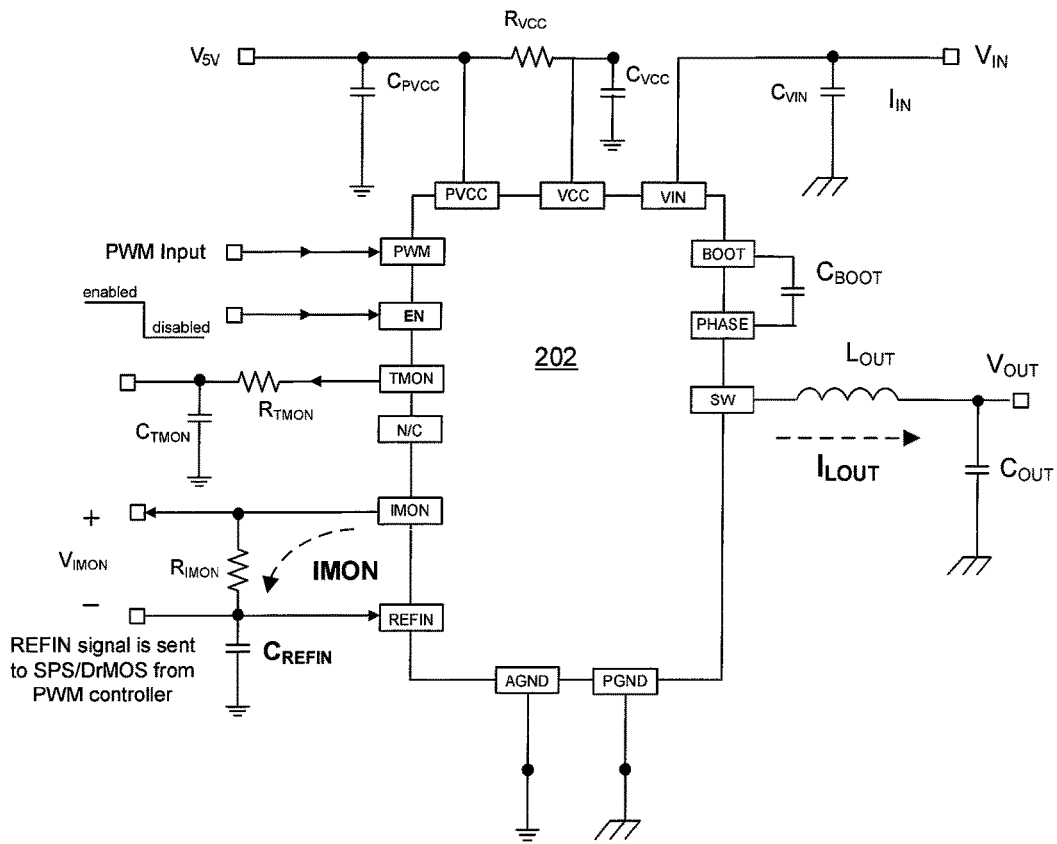 RVCC
V5V
CPVCC
CVCC
VIN
CVIN
IIN
PVCC
VCC
VIN
PWM Input
PWM
BOOT
CBOOT
enabled
disabled
EN
PHASE
202
LOUT
VOUT
TMON
RTMON
SW
CTMON
N/C
ILOUT
COUT
+
IMON
VIMON
RIMON
IMON
−
REFIN
REFIN signal is sent
to SPS/DrMOS from
PWM controller
CREFIN
AGND
PGND